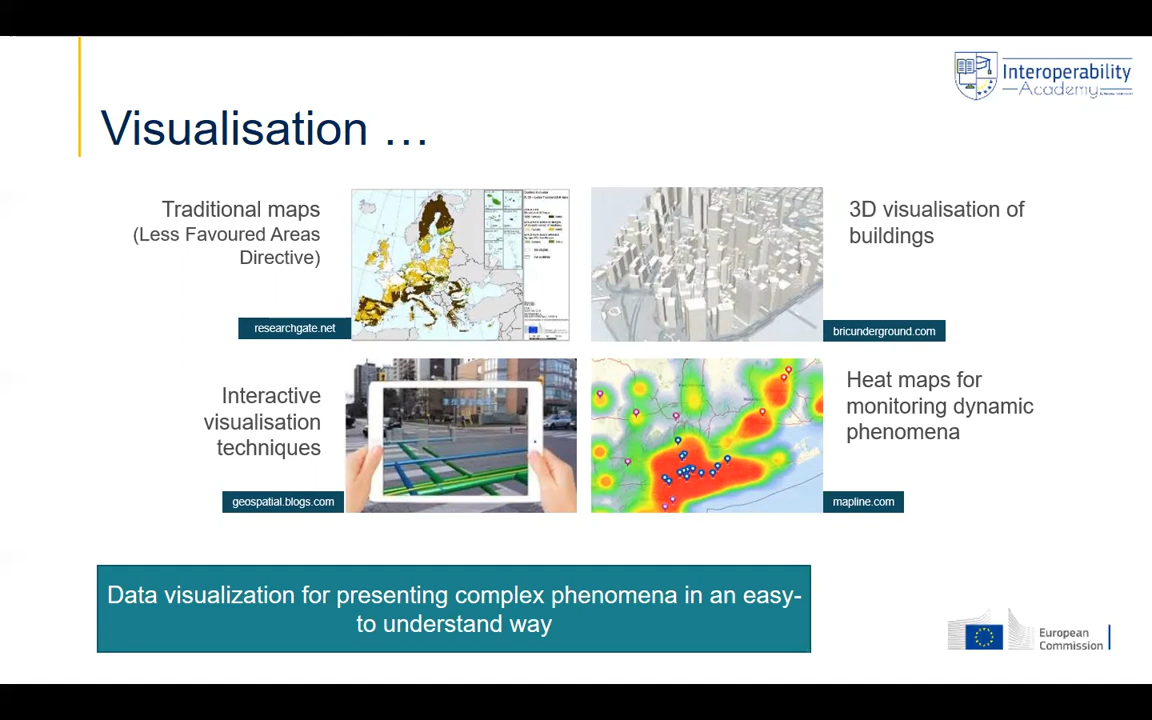 Interoperability
Academy
Visualisation …
Traditional maps
(Less Favoured Areas
Directive)
researchgate.net
3D visualisation of
buildings
bricunderground.com
Interactive
visualisation
techniques
geospatial.blogs.com
Heat maps for
monitoring dynamic
phenomena
mapline.com
Data visualization for presenting complex phenomena in an easy-
to understand way
European
Commission